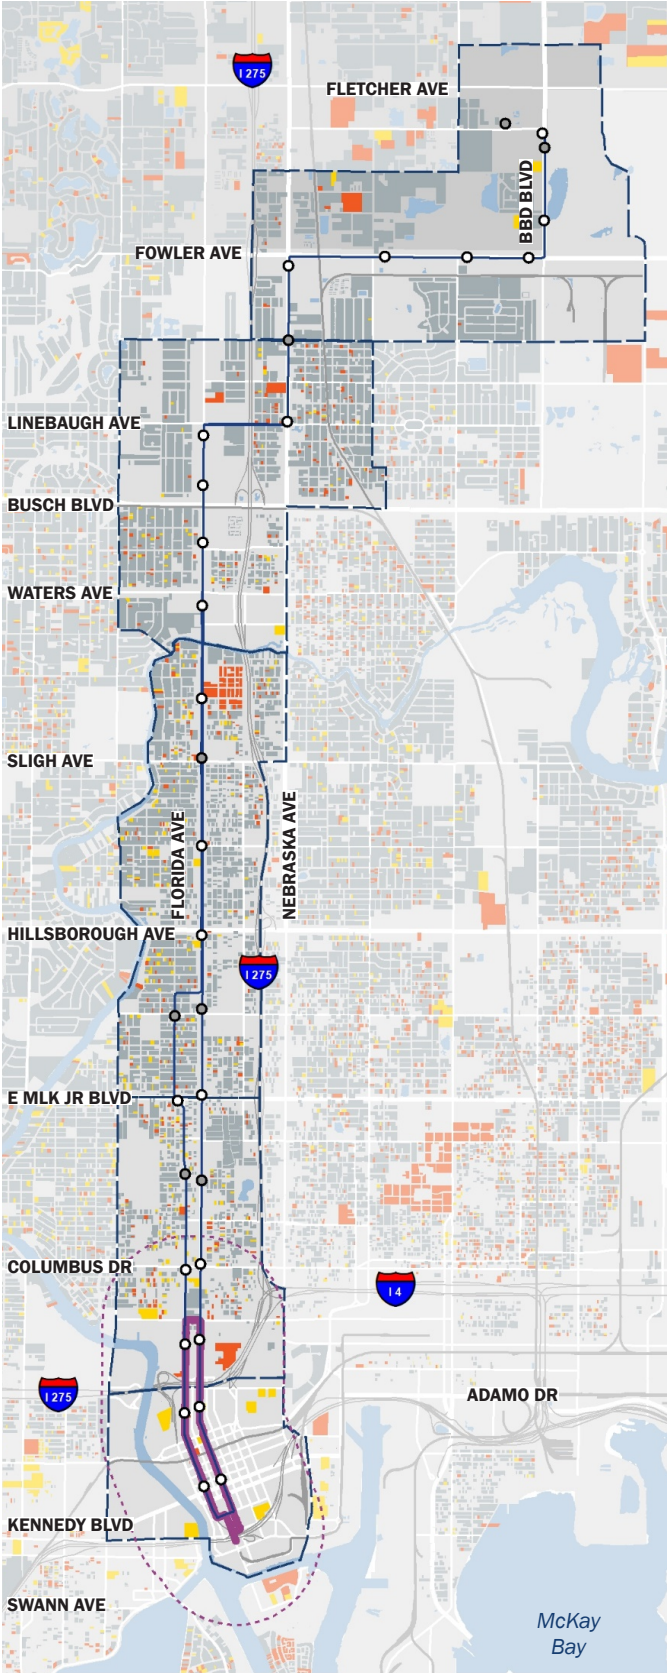 I 275
FLETCHER AVE
BBD BLVD
FOWLER AVE
LINEBAUGH AVE
BUSCH BLVD
WATERS AVE
SLIGH AVE
FLORIDA AVE
NEBRASKA AVE
HILLSBOROUGH AVE
I 275
E MLK JR BLVD
COLUMBUS DR
I 4
I 275
ADAMO DR
KENNEDY BLVD
SWANN AVE
McKay
Bay